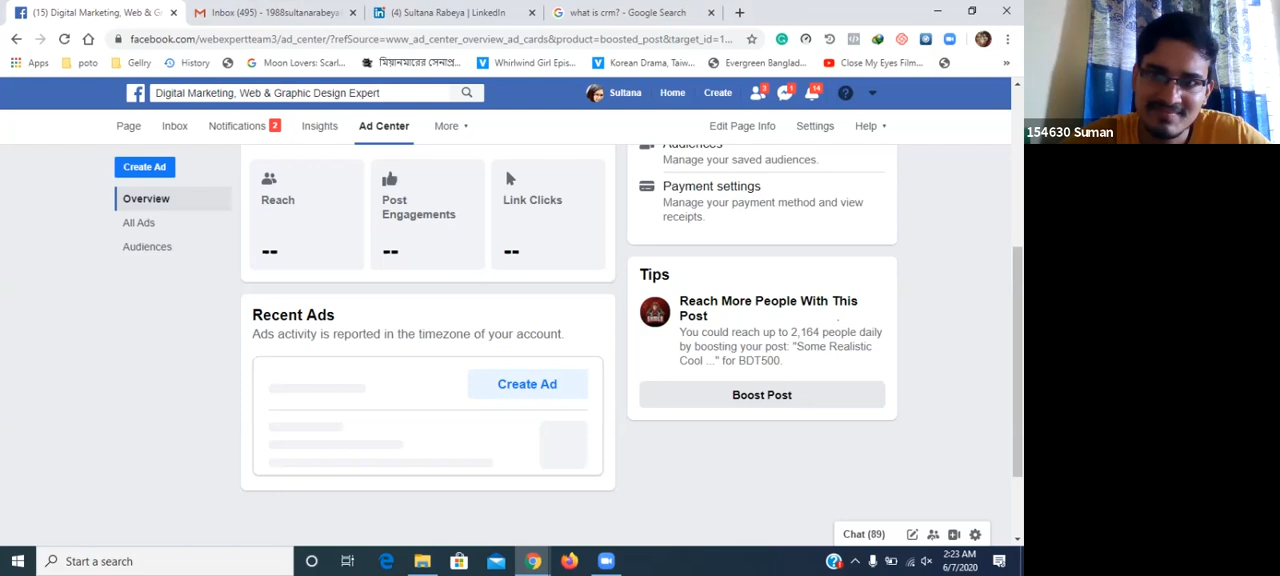 (15) Digital Marketing, Web & G
Inbox (495) - 1988sultanarabeya
(4) Sultana Rabeya | LinkedIn
what is crm? - Google Search
facebook.com/webexpertteam3/ad_center/?refSource=www_ad_center_overview_ad_cards&product=boosted_post&target_id=1...
Apps
poto
Gellry
History
Moon Lovers: Scarl...
মিয়ানমারের সেনাপ্র...
Whirlwind Girl Epis...
Korean Drama, Taiw...
Evergreen Banglad...
Close My Eyes Film...
Digital Marketing, Web & Graphic Design Expert
Sultana
Home
Create
3
1
14
Page
Inbox
Notifications 2
Insights
Ad Center
More
Edit Page Info
Settings
Help
Create Ad
Overview
All Ads
Audiences
Reach
--
Post
Engagements
--
Link Clicks
--
Audiences
Manage your saved audiences.
Payment settings
Manage your payment method and view
receipts.
Recent Ads
Ads activity is reported in the timezone of your account.
Create Ad
Tips
Reach More People With This
Post
You could reach up to 2,164 people daily
by boosting your post: "Some Realistic
Cool ..." for BDT500.
Boost Post
Chat (89)
Start a search
2:23 AM
6/7/2020
154630 Suman